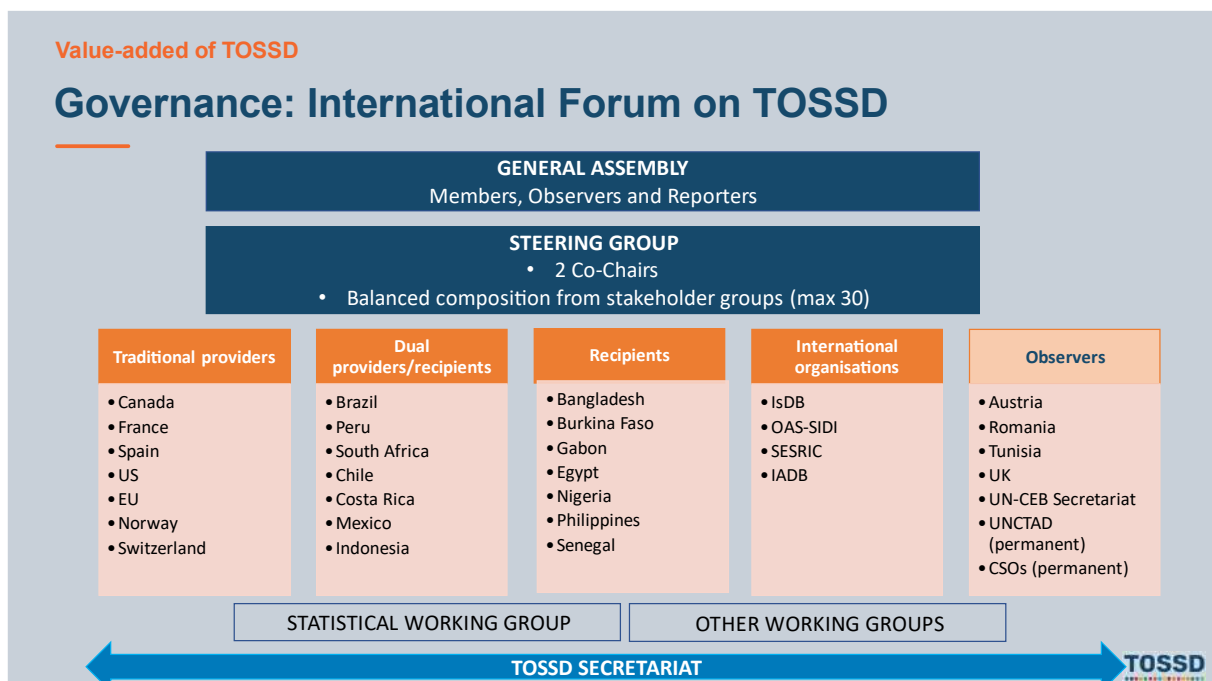 Value-added of TOSSD
Governance: International Forum on TOSSD
GENERAL ASSEMBLY
Members, Observers and Reporters
STEERING GROUP
• 2 Co-Chairs
• Balanced composition from stakeholder groups (max 30)
Traditional providers
• Canada
• France
• Spain
• US
• EU
• Norway
• Switzerland
Dual
providers/recipients
• Brazil
• Peru
• South Africa
• Chile
• Costa Rica
• Mexico
• Indonesia
Recipients
• Bangladesh
• Burkina Faso
• Gabon
• Egypt
• Nigeria
• Philippines
• Senegal
International
organisations
• IsDB
• OAS-SIDI
• SESRIC
• IADB
Observers
• Austria
• Romania
• Tunisia
• UK
• UN-CEB Secretariat
• UNCTAD
(permanent)
• CSOs (permanent)
STATISTICAL WORKING GROUP
OTHER WORKING GROUPS
TOSSD SECRETARIAT
TOSSD